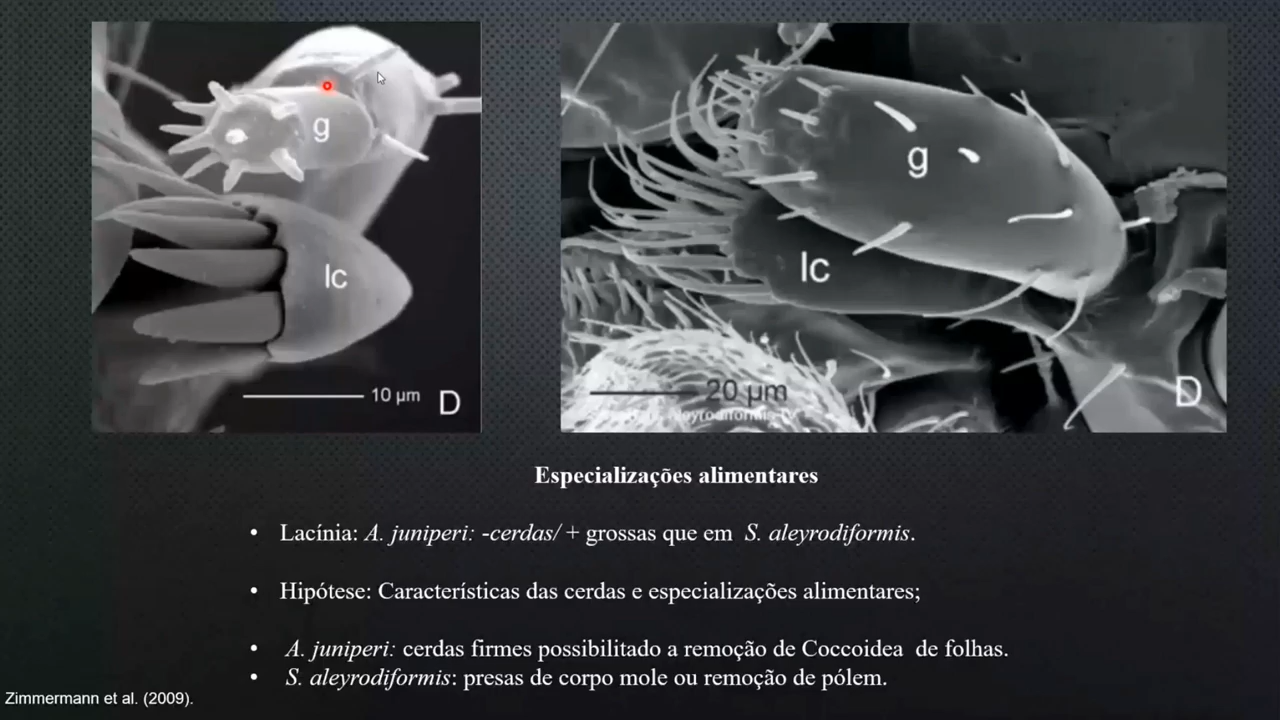 g
lc
10 µm
D
g
lc
20 µm
D
Especializações alimentares
• Lacínia: A. juniperi: -cerdas/ + grossas que em S. aleyrodiformis.
• Hipótese: Características das cerdas e especializações alimentares;
• A. juniperi: cerdas firmes possibilitado a remoção de Coccoidea de folhas.
• S. aleyrodiformis: presas de corpo mole ou remoção de pólem.
Zimmermann et al. (2009).